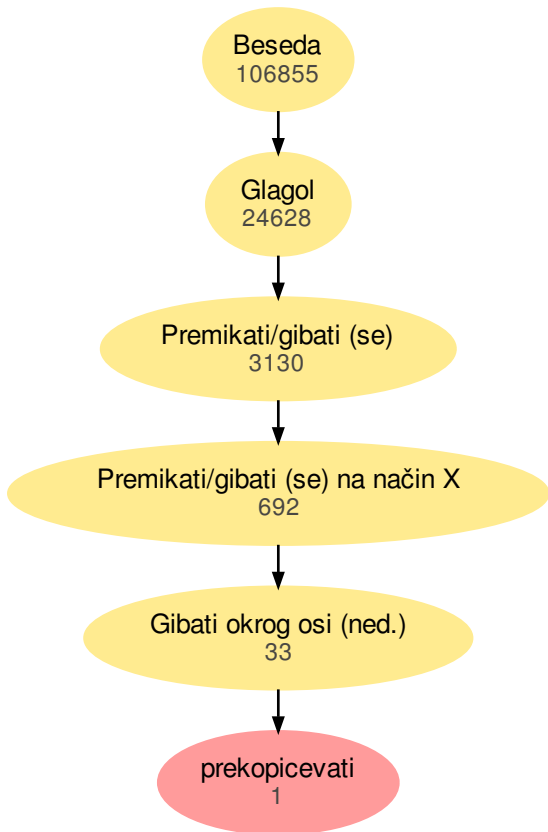 Beseda
106855
Glagol
24628
Premikati/gibati (se)
3130
Premikati/gibati (se) na način X
692
Gibati okrog osi (ned.)
33
prekopicevati
1